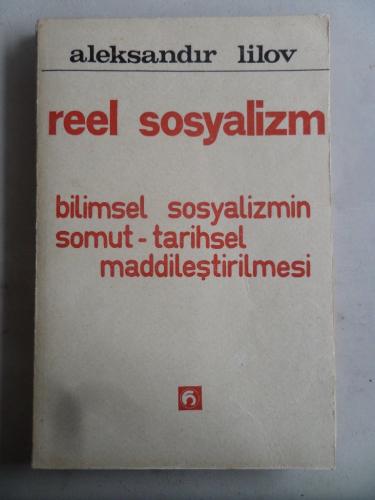 aleksandır lilov
reel sosyalizm
bilimsel sosyalizmin
somut-tarihsel
maddileştirilmesi